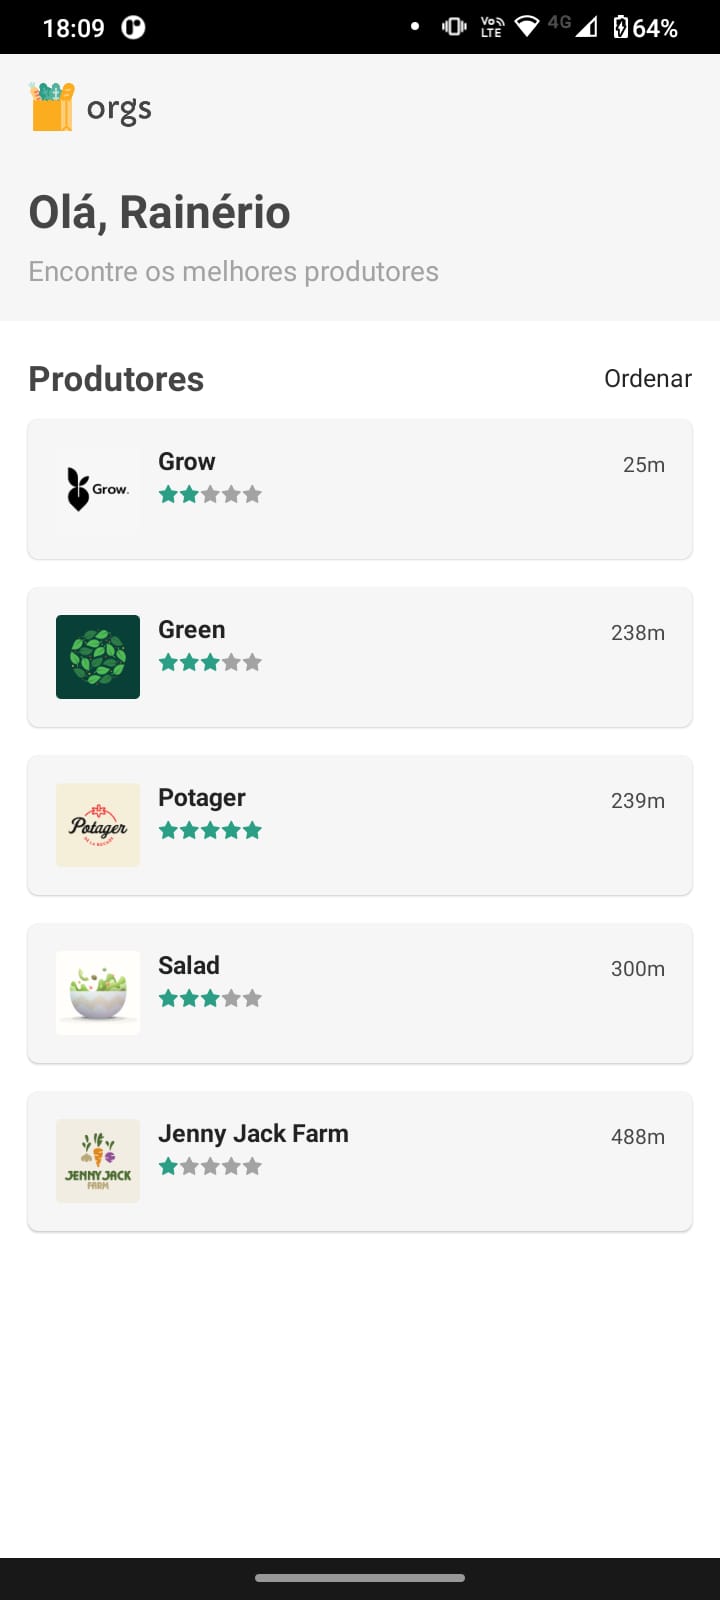 18:09
Vo)) LTE 4G 64%
orgs
Olá, Rainério
Encontre os melhores produtores
Produtores Ordenar
Grow 25m
Grow.
Green 238m
Potager 239m
Potager
Salad 300m
Jenny Jack Farm 488m
JENNY JACK
FARM